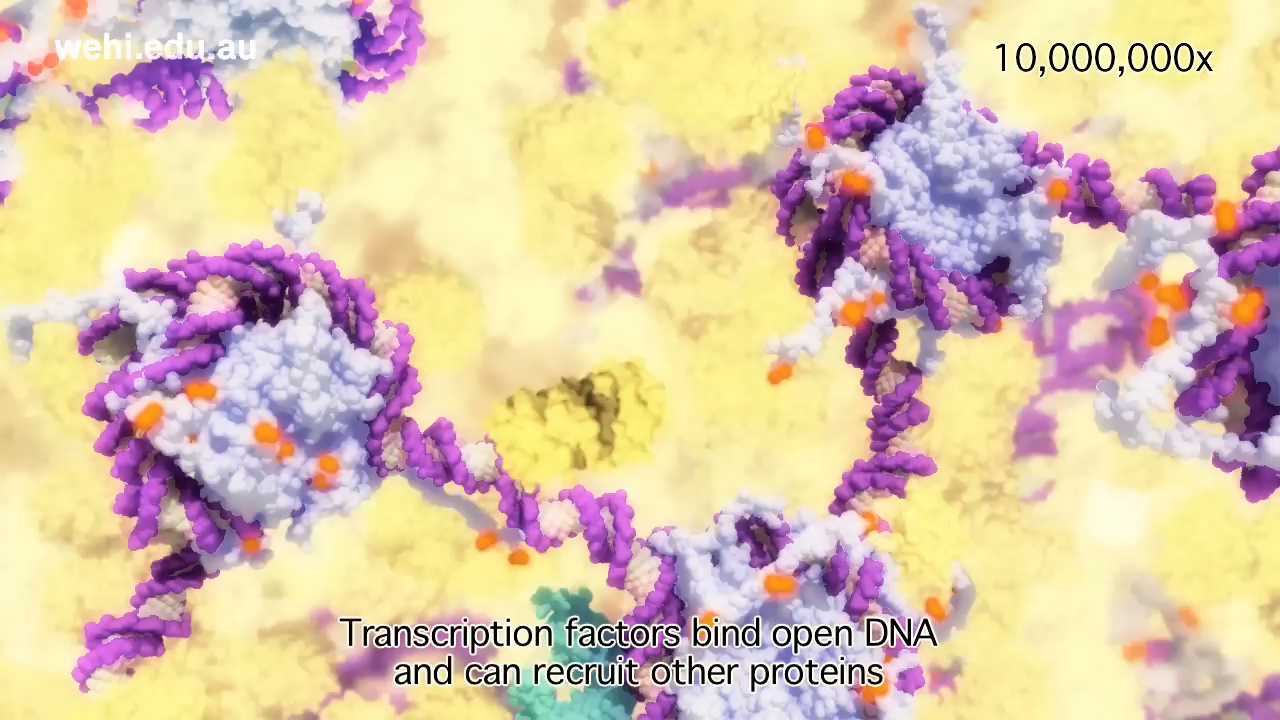 wehi.edu.au
10,000,000x
Transcription factors bind open DNA
and can recruit other proteins